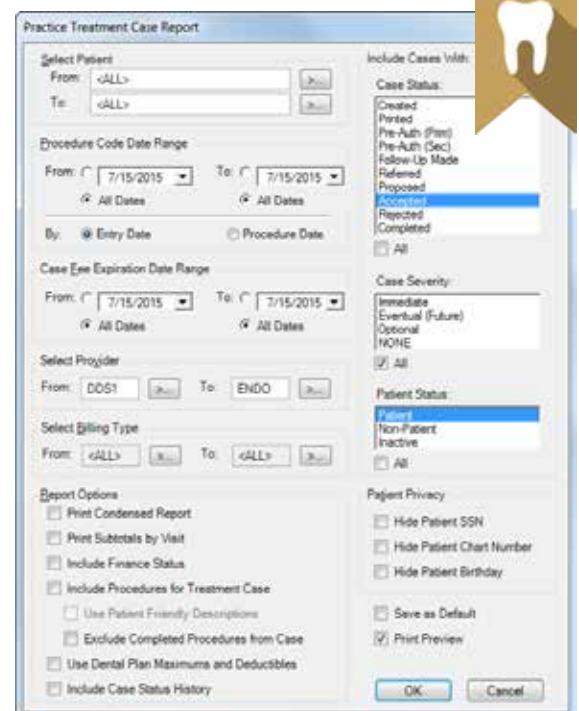 Practice Treatment Case Report
Select Patient
From: <ALL> >...
To: <ALL> >...
Procedure Code Date Range
From: 7/15/2015 To: 7/15/2015
All Dates All Dates
By: Entry Date Procedure Date
Case Fee Expiration Date Range
From: 7/15/2015 To: 7/15/2015
All Dates All Dates
Select Provider
From: DDS1 >... To: ENDO >...
Select Billing Type
From: <ALL> >... To: <ALL> >...
Report Options
Print Condensed Report
Print Subtotals by Visit
Include Finance Status
Include Procedures for Treatment Case
Use Patient Friendly Descriptions
Exclude Completed Procedures from Case
Use Dental Plan Maximums and Deductibles
Include Case Status History
Include Cases With:
Case Status:
Created
Printed
Pre-Auth (Prim)
Pre-Auth (Sec)
Follow-Up Made
Referred
Proposed
Accepted
Rejected
Completed
All
Case Severity:
Immediate
Eventual (Future)
Optional
NONE
All
Patient Status:
Patient
Non-Patient
Inactive
All
Patient Privacy
Hide Patient SSN
Hide Patient Chart Number
Hide Patient Birthday
Save as Default
Print Preview
OK Cancel